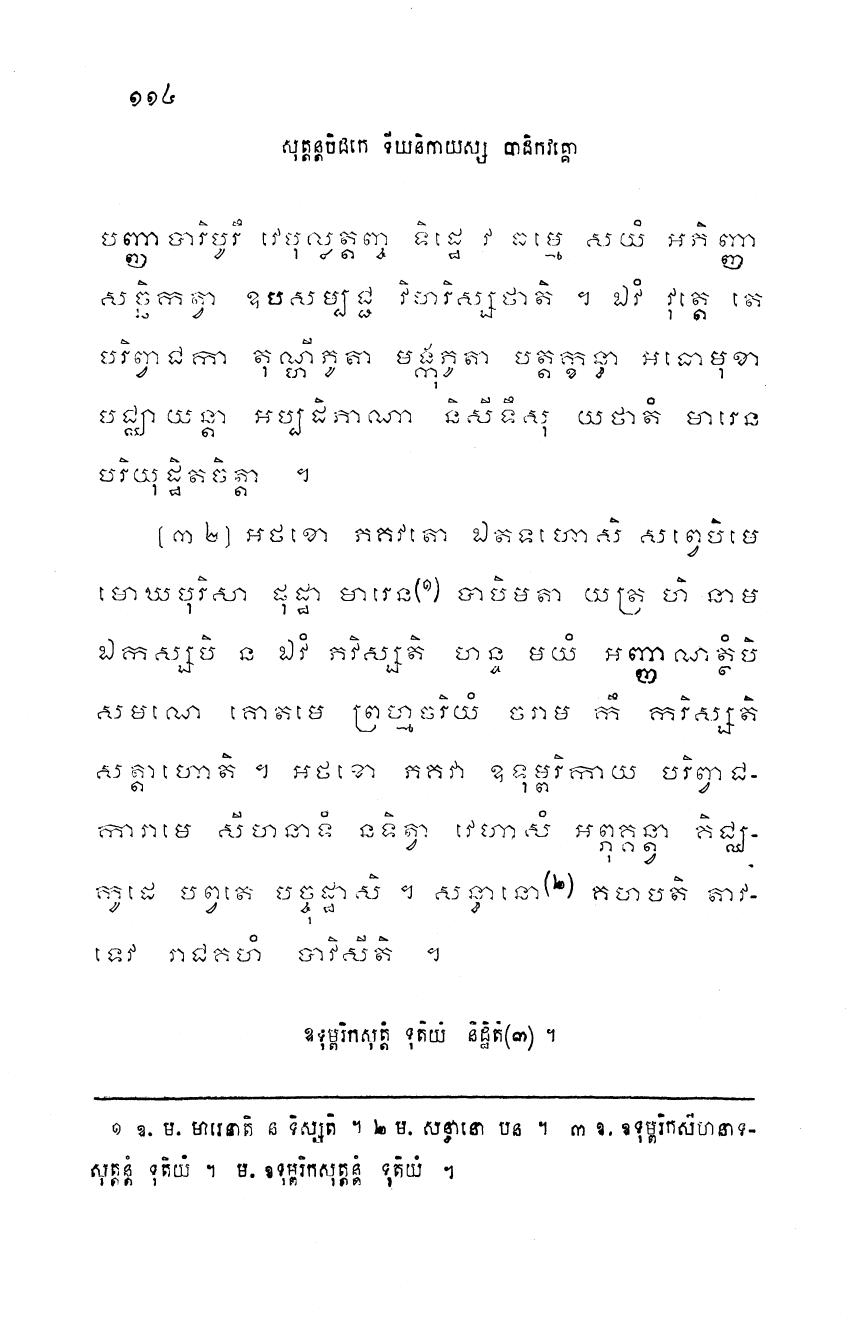 ១១៤
សុត្តន្តបិដកេ ទីឃនិកាយស្ស បាដិកវគ្គោ
បញ្ញាបារិបូរឹ វេបុល្លត្តញ្ច ទិដ្ឋេ វ ធម្មេ សយំ អភិញ្ញា
សច្ឆិកត្វា ឧបសម្បជ្ជ វិហរិស្សថាតិ ។ ឯវំ វុត្តេ តេ
បរិព្វាជកា តុណ្ហីភូតា មង្កុភូតា បត្តក្ខន្ធា អធោមុខា
បជ្ឈាយន្តា អប្បដិភាណា និសីទឹសុ យថាតំ មារេន
បរិយុដ្ឋិតចិត្តា ។
(៣២) អថខោ ភគវតោ ឯតទហោសិ សព្វេបិមេ
មោឃបុរិសា ផុដ្ឋា មារេន(១) បាបិមតា យត្រ ហិ នាម
ឯកស្សបិ ន ឯវំ ភវិស្សតិ ហន្ទ មយំ អញ្ញាណត្ថំបិ
សមណេ គោតមេ ព្រហ្មចរិយំ ចរាម កឹ ករិស្សតិ
សត្តាហោតិ ។ អថខោ ភគវា ឧទុម្ពរិកាយ បរិព្វាជ-
ការាមេ សីហនាទំ នទិត្វា វេហាសំ អព្ភុគ្គន្ត្វា គិជ្ឈ-
កូដេ បព្វតេ បច្ចុដ្ឋាសិ ។ សន្ធានោ(២) គហបតិ តាវ-
ទេវ រាជគហំ បាវិសីតិ ។
ឧទុម្ពរិកសុត្តំ ទុតិយំ និដ្ឋិតំ(៣) ។
១ ឱ. ម. មារេនាតិ ន ទិស្សតិ ។ ២ ម. សន្ធានោ បន ។ ៣ ឱ. ឧទុម្ពរិកសីហនាទ-
សុត្តន្តំ ទុតិយំ ។ ម. ឧទុម្ពរិកសុត្តន្តំ ទុតិយំ ។